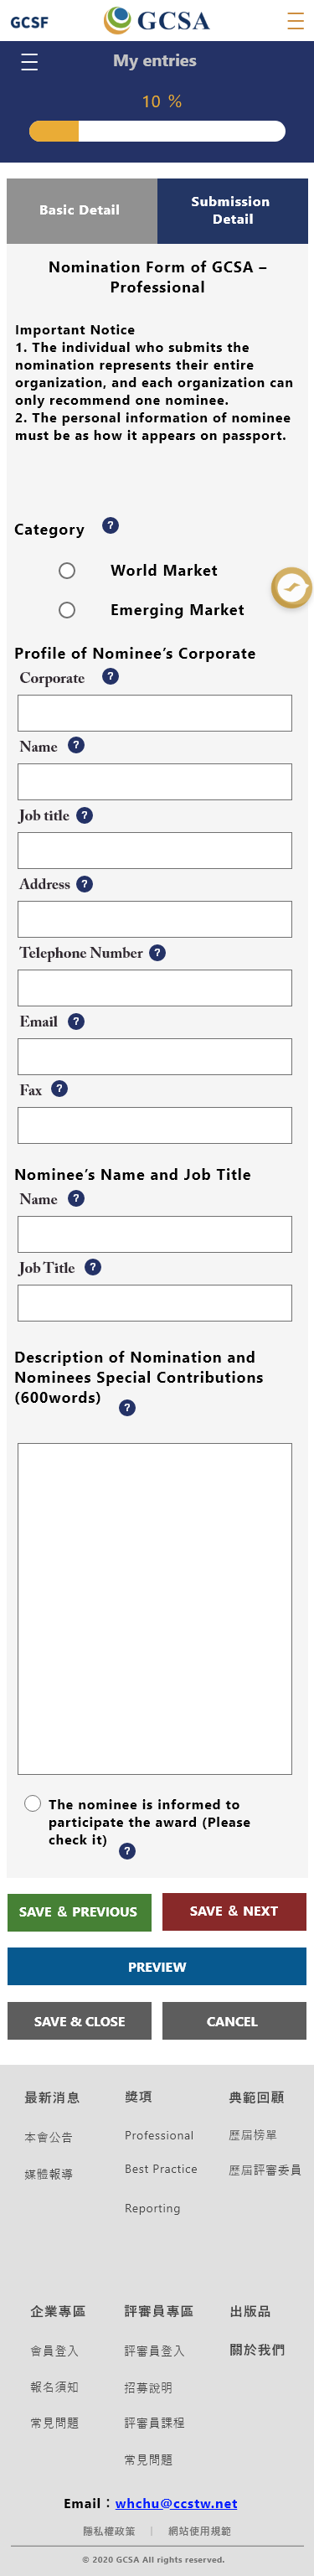 GCSF
GCSA
My entries
10 %
Basic Detail
Submission
Detail
Nomination Form of GCSA –
Professional
Important Notice
1. The individual who submits the
nomination represents their entire
organization, and each organization can
only recommend one nominee.
2. The personal information of nominee
must be as how it appears on passport.
Category ?
World Market
Emerging Market
Profile of Nominee’s Corporate
Corporate ?
Name ?
Job title ?
Address ?
Telephone Number ?
Email ?
Fax ?
Nominee’s Name and Job Title
Name ?
Job Title ?
Description of Nomination and
Nominees Special Contributions
(600words) ?
The nominee is informed to
participate the award (Please
check it) ?
SAVE & PREVIOUS
SAVE & NEXT
PREVIEW
SAVE & CLOSE
CANCEL
最新消息
本會公告
媒體報導
獎項
Professional
Best Practice
Reporting
典範回顧
歷屆榜單
歷屆評審委員
企業專區
會員登入
報名須知
常見問題
評審員專區
評審員登入
招募說明
評審員課程
常見問題
出版品
關於我們
Email：whchu@ccstw.net
隱私權政策 | 網站使用規範
© 2020 GCSA All rights reserved.